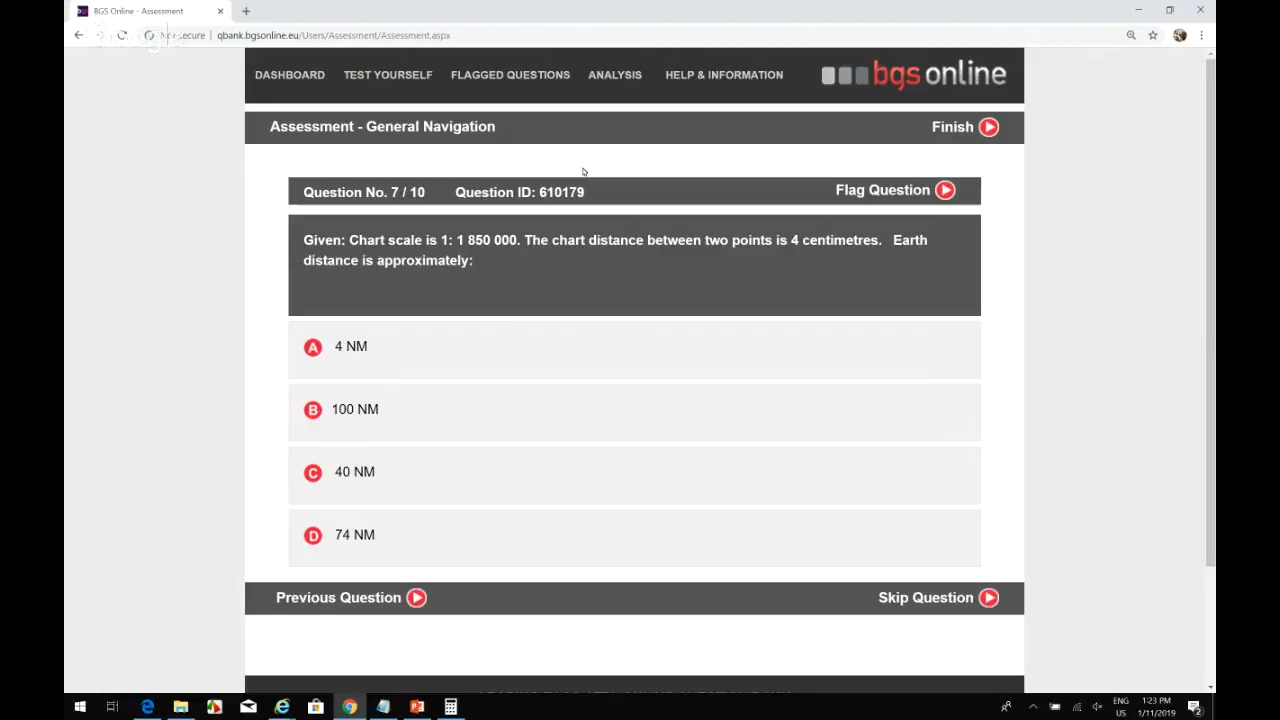 BGS Online - Assessment
qbank.bgsonline.eu/Users/Assessment/Assessment.aspx
DASHBOARD TEST YOURSELF FLAGGED QUESTIONS ANALYSIS HELP & INFORMATION bgs online
Assessment - General Navigation Finish
Question No. 7 / 10 Question ID: 610179 Flag Question
Given: Chart scale is 1: 1 850 000. The chart distance between two points is 4 centimetres. Earth
distance is approximately:
A 4 NM
B 100 NM
C 40 NM
D 74 NM
Previous Question Skip Question
ENG 1:23 PM
US 1/11/2019 2